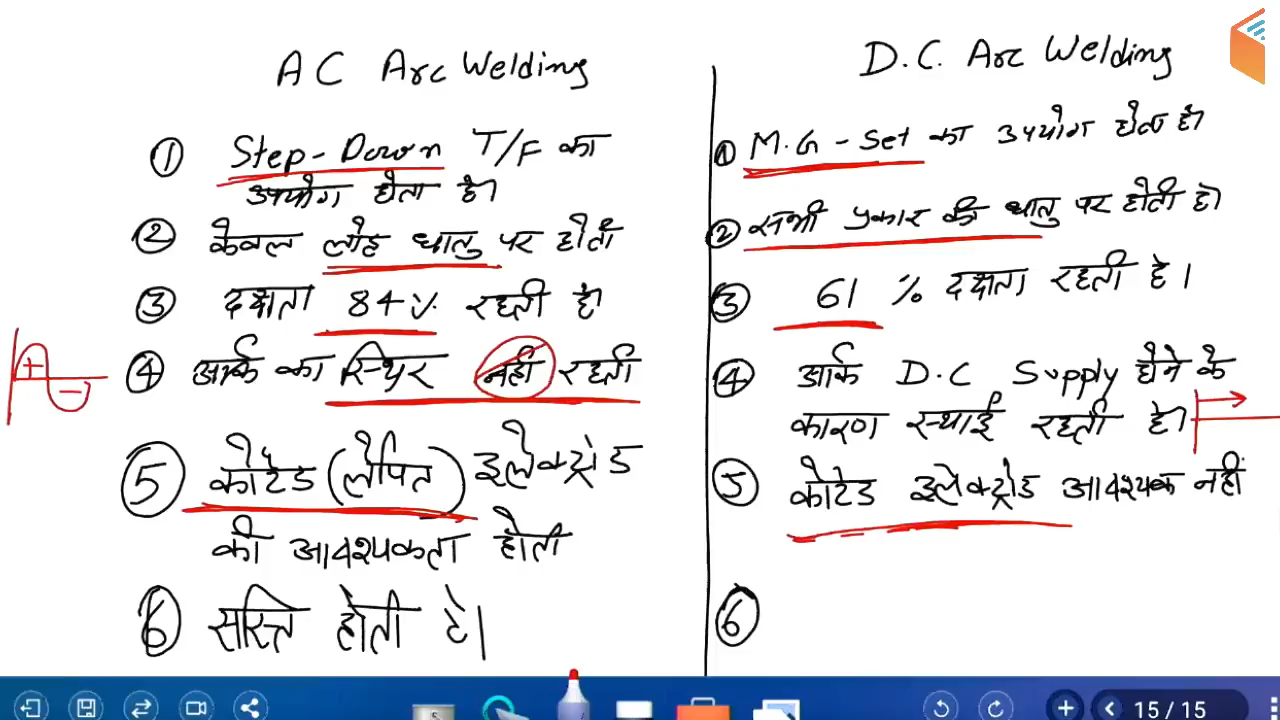 AC Arc Welding
① Step-Down T/F का
उपयोग होता है।
② केवल लौह धातु पर होती
③ दक्षता 84% रहती है
④ आर्क का स्थिर नहीं रहती
+
-
⑤ कोटेड (लेपित) इलेक्ट्रोड
की आवश्यकता होती
⑥ सस्ति होती है।
D.C. Arc Welding
① M.G-Set का उपयोग होता है।
② सभी प्रकार की धातु पर होती है।
③ 61 % दक्षता रहती है।
④ आर्क D.C Supply होने के
कारण स्थाई रहती है।
⑤ कोटेड इलेक्ट्रोड आवश्यक नहीं
⑥
15 / 15